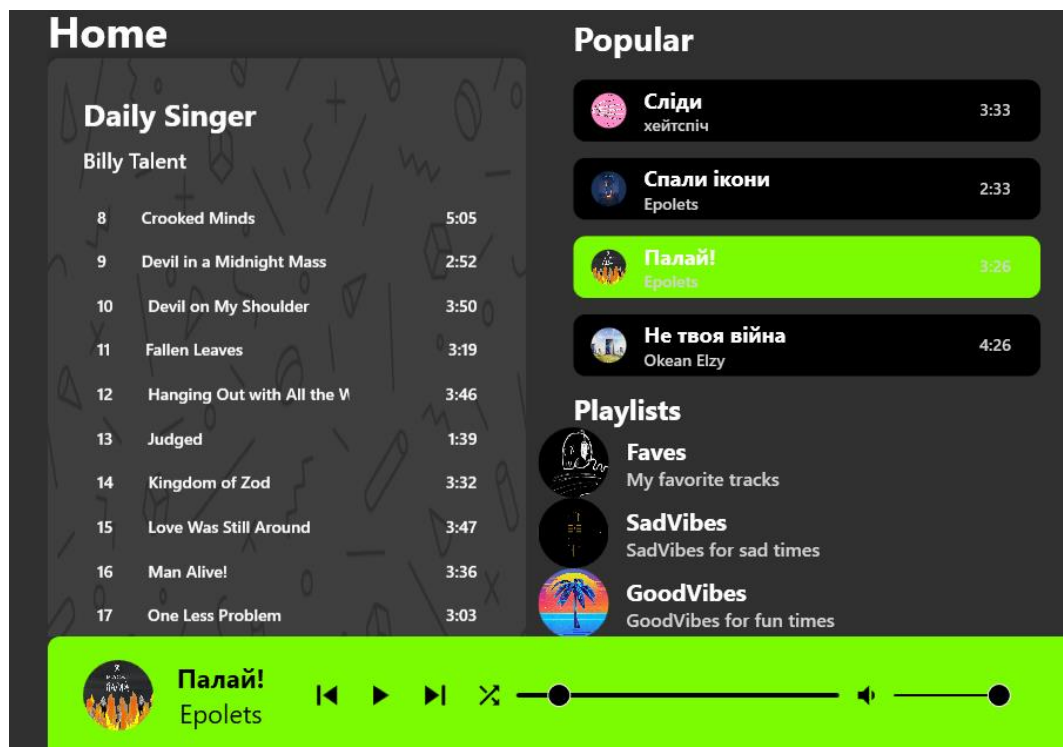 Home
Daily Singer
Billy Talent
8 Crooked Minds 5:05
9 Devil in a Midnight Mass 2:52
10 Devil on My Shoulder 3:50
11 Fallen Leaves 3:19
12 Hanging Out with All the W 3:46
13 Judged 1:39
14 Kingdom of Zod 3:32
15 Love Was Still Around 3:47
16 Man Alive! 3:36
17 One Less Problem 3:03
Popular
Сліди
хейтспіч
3:33
Спали ікони
Epolets
2:33
Палай!
Epolets
3:26
Не твоя війна
Okean Elzy
4:26
Playlists
Faves
My favorite tracks
SadVibes
SadVibes for sad times
GoodVibes
GoodVibes for fun times
Палай!
Epolets